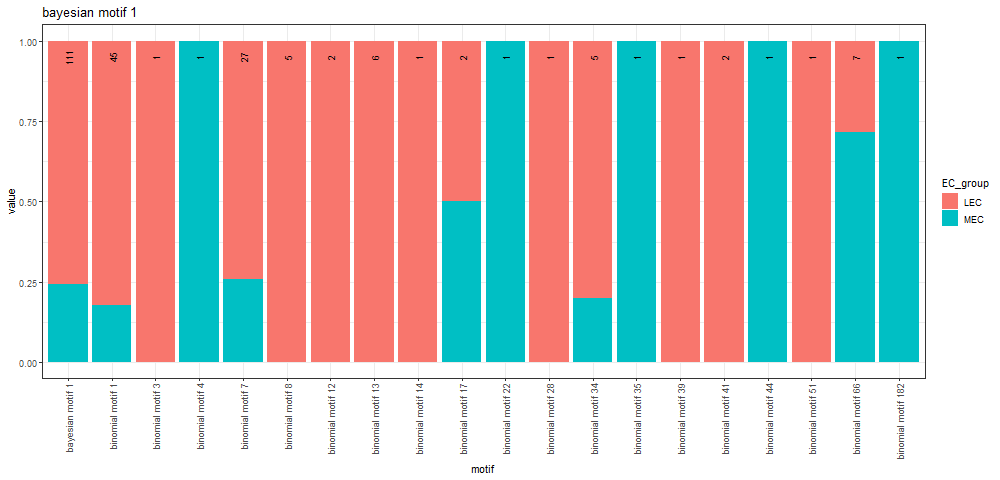 bayesian motif 1
value
1.00
0.75
0.50
0.25
0.00
111
45
1
1
27
5
2
6
1
2
1
1
5
1
1
2
1
1
7
1
bayesian motif 1
binomial motif 1
binomial motif 3
binomial motif 4
binomial motif 7
binomial motif 8
binomial motif 12
binomial motif 13
binomial motif 14
binomial motif 17
binomial motif 22
binomial motif 28
binomial motif 34
binomial motif 35
binomial motif 39
binomial motif 41
binomial motif 44
binomial motif 51
binomial motif 66
binomial motif 182
motif
EC_group
LEC
MEC